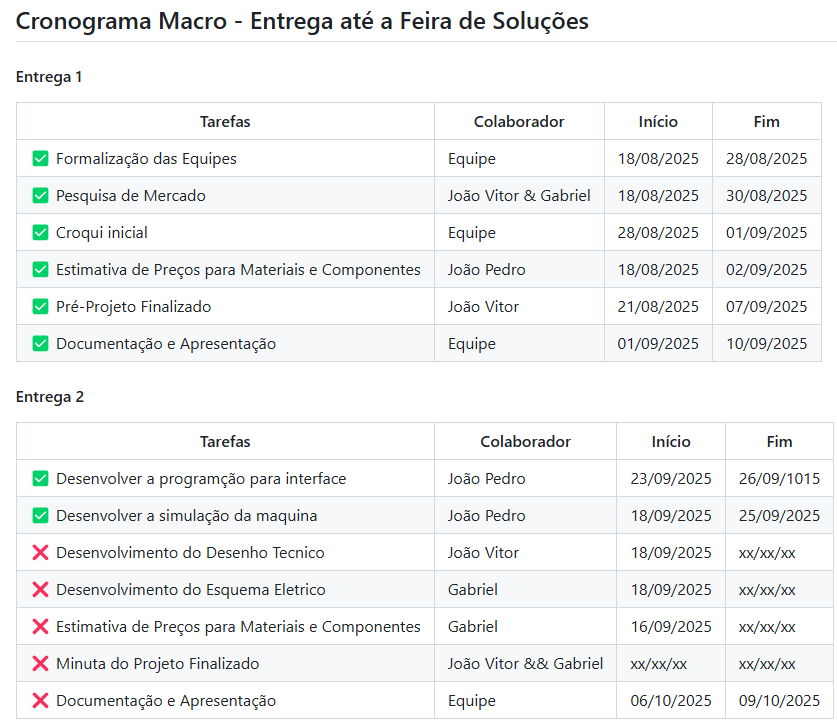 Cronograma Macro - Entrega até a Feira de Soluções
Entrega 1
Tarefas Colaborador Início Fim
✅ Formalização das Equipes Equipe 18/08/2025 28/08/2025
✅ Pesquisa de Mercado João Vitor & Gabriel 18/08/2025 30/08/2025
✅ Croqui inicial Equipe 28/08/2025 01/09/2025
✅ Estimativa de Preços para Materiais e Componentes João Pedro 18/08/2025 02/09/2025
✅ Pré-Projeto Finalizado João Vitor 21/08/2025 07/09/2025
✅ Documentação e Apresentação Equipe 01/09/2025 10/09/2025
Entrega 2
Tarefas Colaborador Início Fim
✅ Desenvolver a programção para interface João Pedro 23/09/2025 26/09/1015
✅ Desenvolver a simulação da maquina João Pedro 18/09/2025 25/09/2025
❌ Desenvolvimento do Desenho Tecnico João Vitor 18/09/2025 xx/xx/xx
❌ Desenvolvimento do Esquema Eletrico Gabriel 18/09/2025 xx/xx/xx
❌ Estimativa de Preços para Materiais e Componentes Gabriel 16/09/2025 xx/xx/xx
❌ Minuta do Projeto Finalizado João Vitor && Gabriel xx/xx/xx xx/xx/xx
❌ Documentação e Apresentação Equipe 06/10/2025 09/10/2025